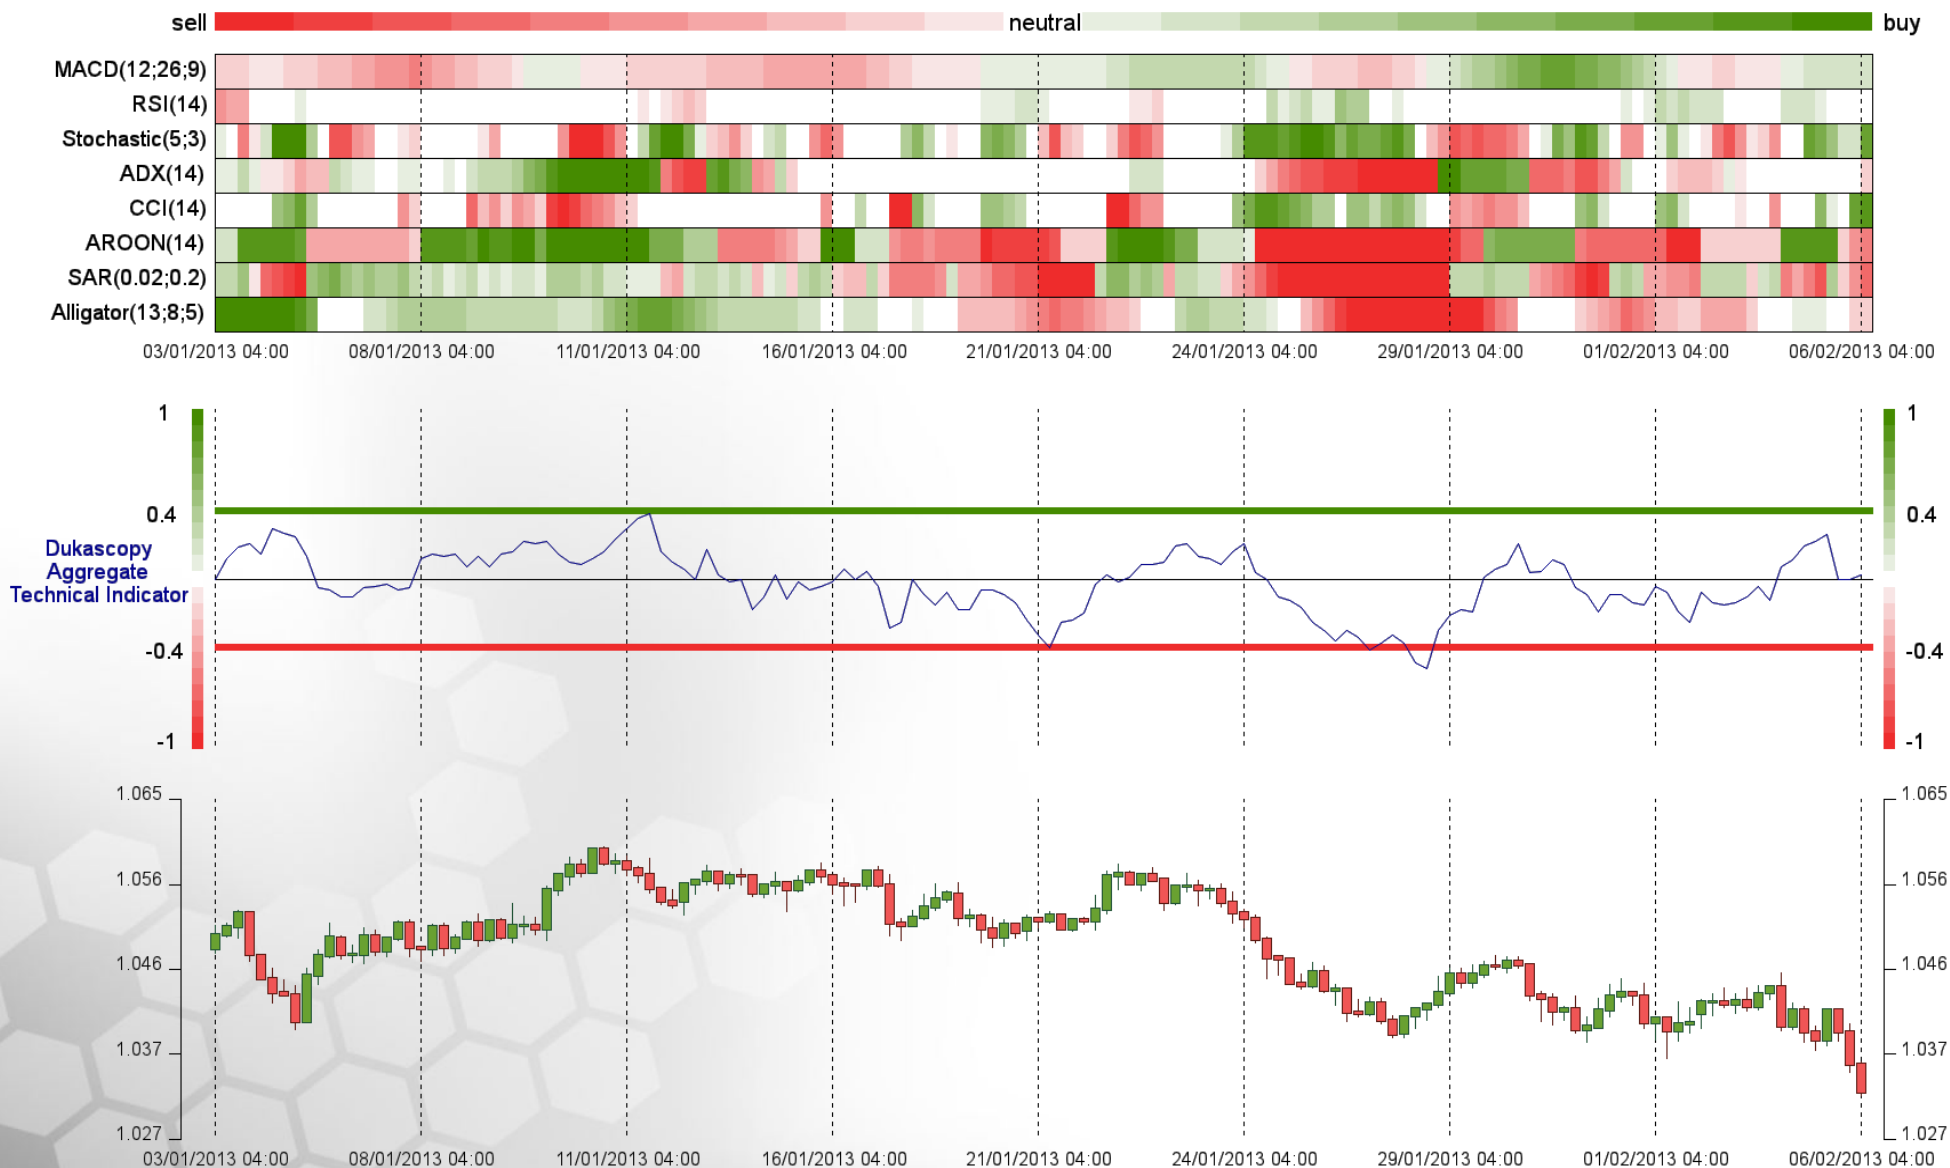 sell neutral buy
MACD(12;26;9)
RSI(14)
Stochastic(5;3)
ADX(14)
CCI(14)
AROON(14)
SAR(0.02;0.2)
Alligator(13;8;5)
03/01/2013 04:00 08/01/2013 04:00 11/01/2013 04:00 16/01/2013 04:00 21/01/2013 04:00 24/01/2013 04:00 29/01/2013 04:00 01/02/2013 04:00 06/02/2013 04:00
1 1
0.4 0.4
Dukascopy
Aggregate
Technical Indicator
-0.4 -0.4
-1 -1
1.065 1.065
1.056 1.056
1.046 1.046
1.037 1.037
1.027 1.027
03/01/2013 04:00 08/01/2013 04:00 11/01/2013 04:00 16/01/2013 04:00 21/01/2013 04:00 24/01/2013 04:00 29/01/2013 04:00 01/02/2013 04:00 06/02/2013 04:00